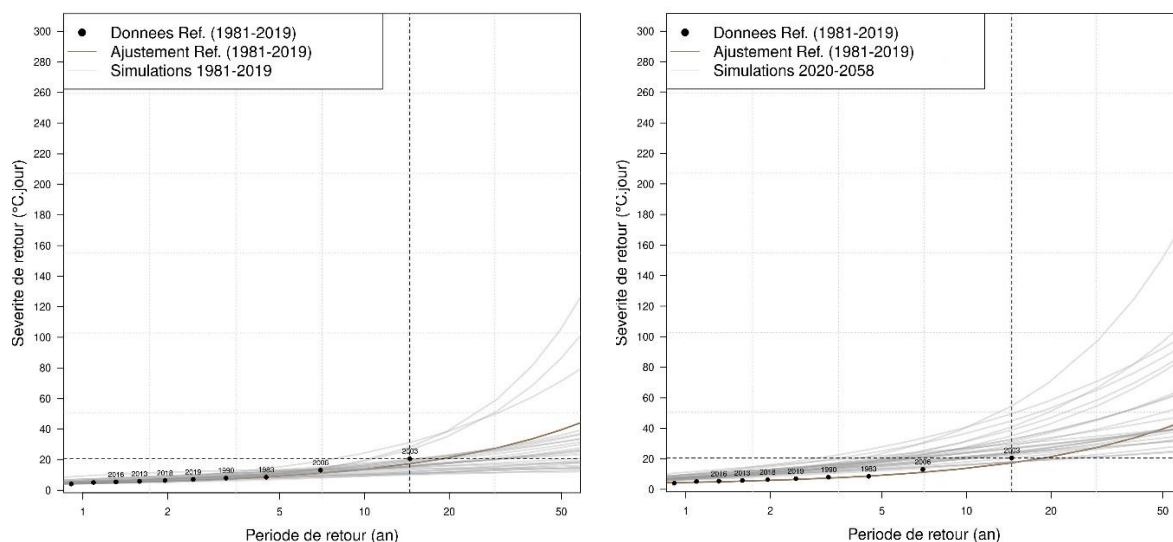 Donnees Ref. (1981-2019)
Ajustement Ref. (1981-2019)
Simulations 1981-2019
Severite de retour (°C.jour)
300
280
260
240
220
200
180
160
140
120
100
80
60
40
20
0
2016 2013 2018 2019 1990 1983 2006 2003
1 2 5 10 20 50
Periode de retour (an)
Donnees Ref. (1981-2019)
Ajustement Ref. (1981-2019)
Simulations 2020-2058
Severite de retour (°C.jour)
300
280
260
240
220
200
180
160
140
120
100
80
60
40
20
0
2016 2013 2018 2019 1990 1983 2006 2003
1 2 5 10 20 50
Periode de retour (an)